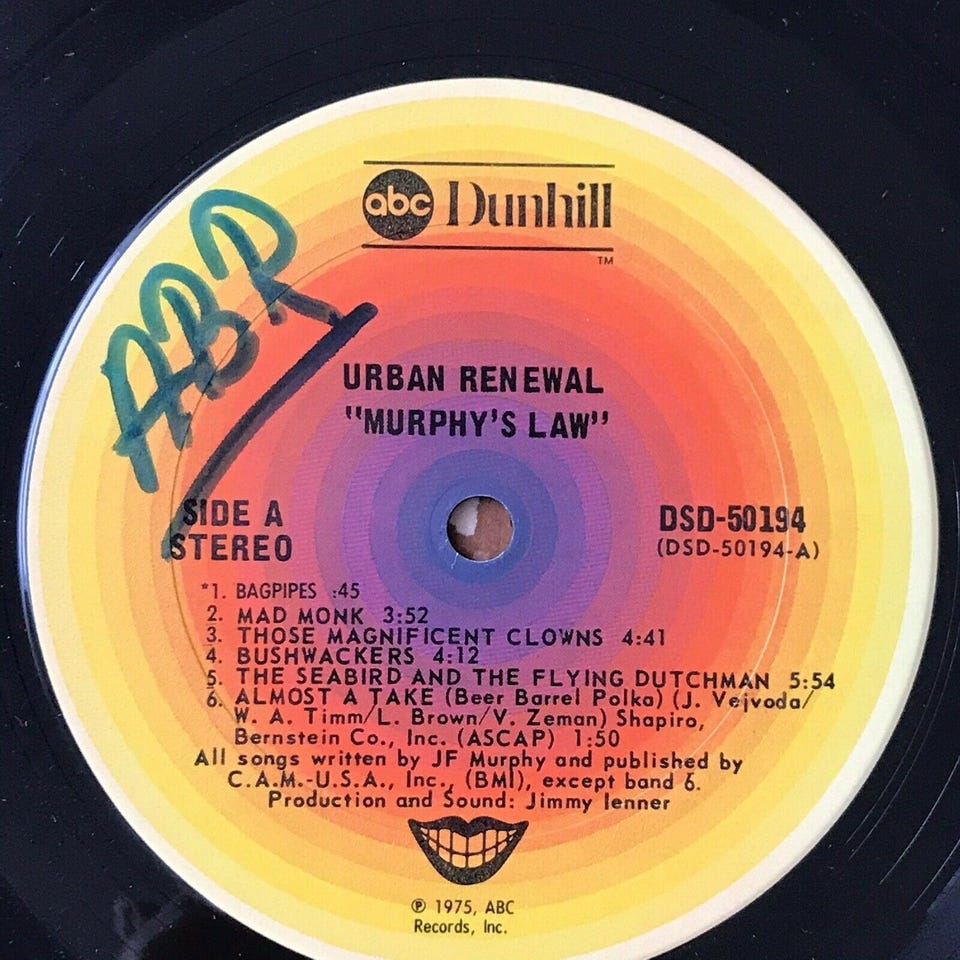 abc Dunhill
TM
ABR
URBAN RENEWAL
"MURPHY'S LAW"
SIDE A
STEREO
DSD-50194
(DSD-50194-A)
*1. BAGPIPES :45
2. MAD MONK 3:52
3. THOSE MAGNIFICENT CLOWNS 4:41
4. BUSHWACKERS 4:12
5. THE SEABIRD AND THE FLYING DUTCHMAN 5:54
6. ALMOST A TAKE (Beer Barrel Polka) (J. Vejvoda/
W. A. Timm/L. Brown/V. Zeman) Shapiro,
Bernstein Co., Inc. (ASCAP) 1:50
All songs written by JF Murphy and published by
C.A.M.-U.S.A., Inc., (BMI), except band 6.
Production and Sound: Jimmy Ienner
℗ 1975, ABC
Records, Inc.